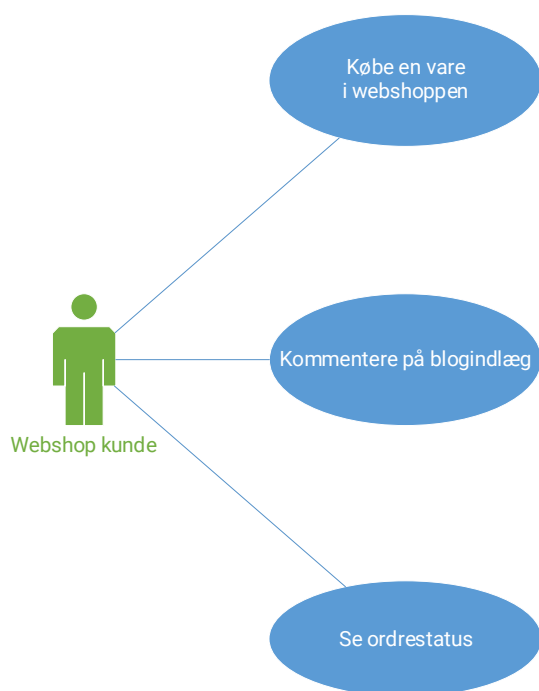 Købe en vare
i webshoppen
Kommentere på blogindlæg
Webshop kunde
Se ordrestatus